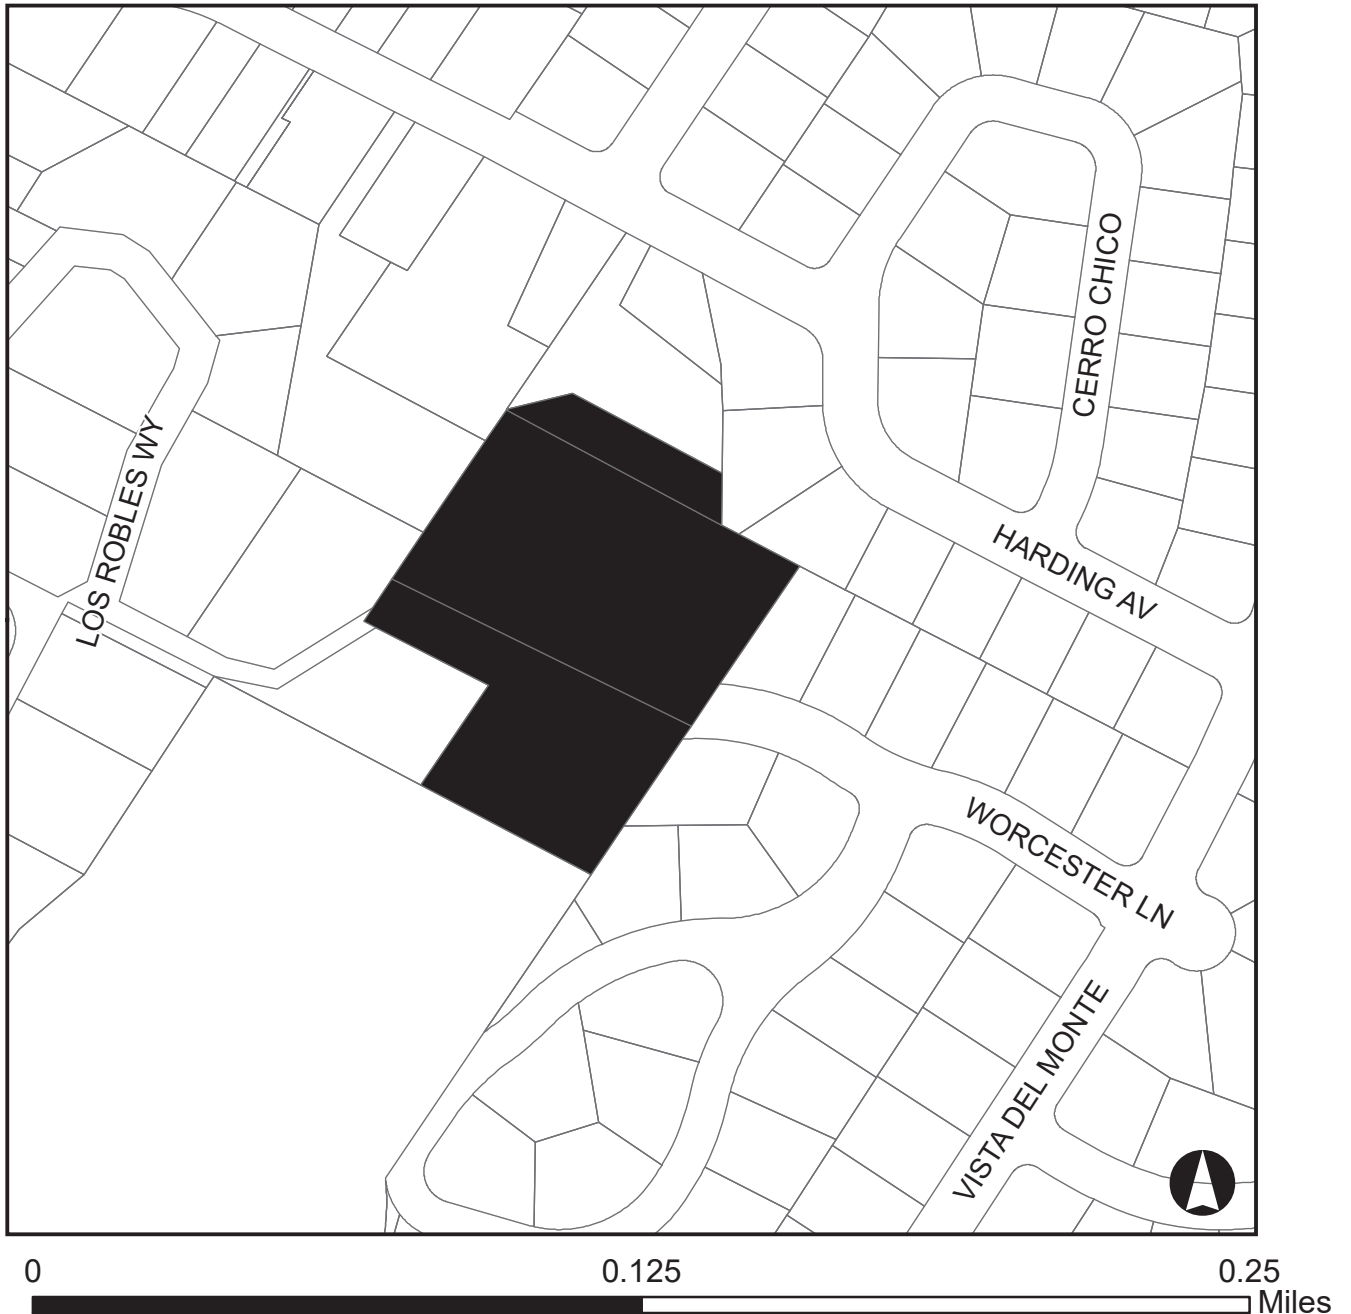 CERRO CHICO
LOS ROBLES WY
HARDING AV
WORCESTER LN
VISTA DEL MONTE
0 0.125 0.25
Miles